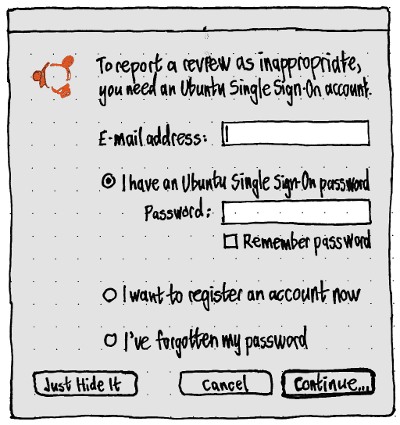 To report a review as inappropriate,
you need an Ubuntu Single Sign-On account.
E-mail address:
I have an Ubuntu Single Sign-On password
Password:
Remember password
I want to register an account now
I've forgotten my password
Just Hide It
Cancel
Continue...